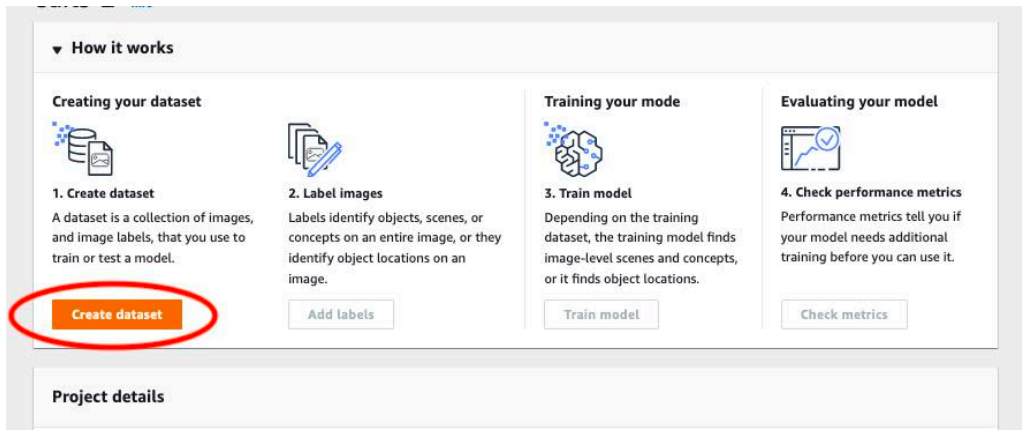 How it works
Creating your dataset
1. Create dataset
A dataset is a collection of images,
and image labels, that you use to
train or test a model.
Create dataset
2. Label images
Labels identify objects, scenes, or
concepts on an entire image, or they
identify object locations on an
image.
Add labels
Training your mode
3. Train model
Depending on the training
dataset, the training model finds
image-level scenes and concepts,
or it finds object locations.
Train model
Evaluating your model
4. Check performance metrics
Performance metrics tell you if
your model needs additional
training before you can use it.
Check metrics
Project details